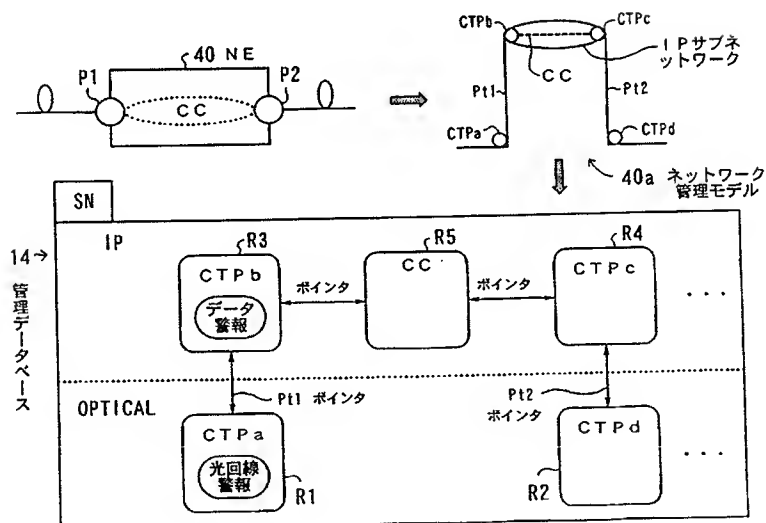 40 NE
P1
P2
CC
CTPb
CTPc
IPサブネ
ットワーク
CC
Pt1
Pt2
CTPa
CTPd
40a ネットワーク
管理モデル
SN
14
管理データベース
IP
R3
CTPb
データ
警報
ポインタ
R5
CC
ポインタ
R4
CTPc
...
Pt1 ポインタ
Pt2
ポインタ
OPTICAL
CTPa
光回線
警報
R1
CTPd
R2
...